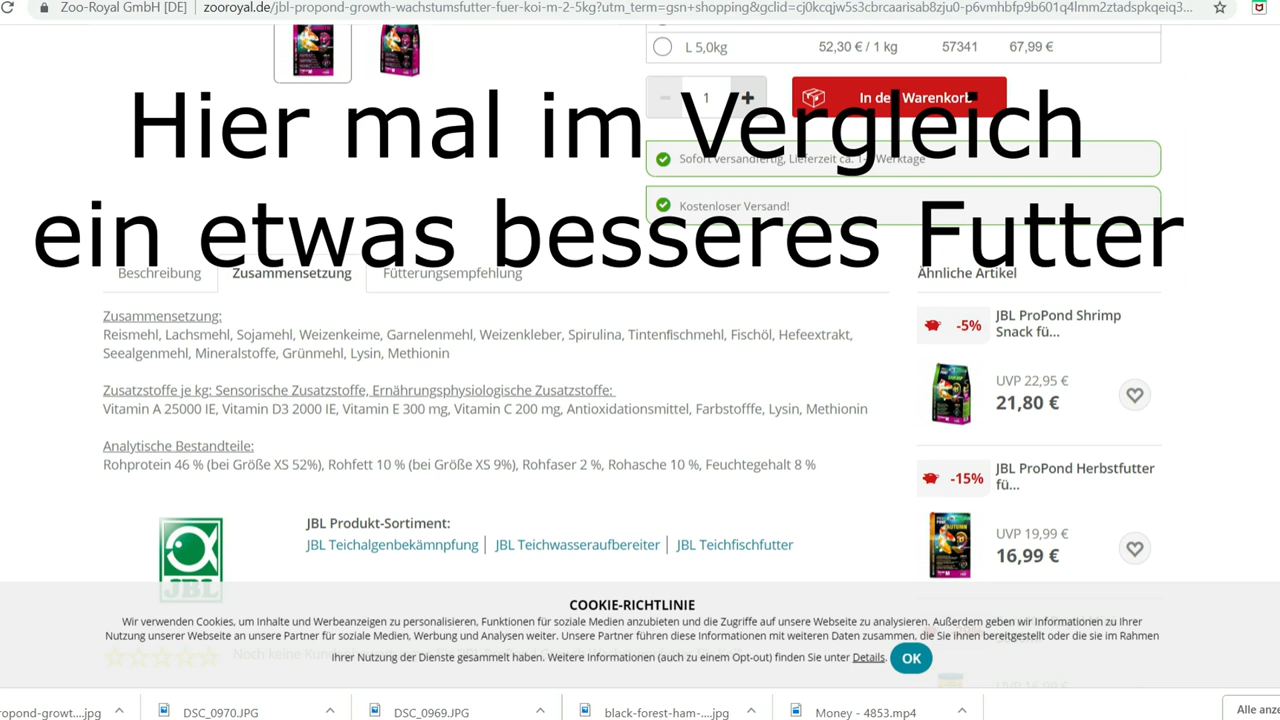 Zoo-Royal GmbH [DE] | zooroyal.de/jbl-propond-growth-wachstumsfutter-fuer-koi-m-2-5kg?utm_term=gsn+shopping&gclid=cj0kcqjw5s3cbrcaarisab8zju0-p6vmhbfp9b601q4lmm2ztadspkqeiq3...
L 5,0kg 52,30 € / 1 kg 57341 67,99 €
1
In den Warenkorb
Hier mal im Vergleich
Sofort versandfertig, Lieferzeit ca. 1-3 Werktage
Kostenloser Versand!
ein etwas besseres Futter
Beschreibung Zusammensetzung Fütterungsempfehlung
Zusammensetzung:
Reismehl, Lachsmehl, Sojamehl, Weizenkeime, Garnelenmehl, Weizenkleber, Spirulina, Tintenfischmehl, Fischöl, Hefeextrakt,
Seealgenmehl, Mineralstoffe, Grünmehl, Lysin, Methionin
Zusatzstoffe je kg: Sensorische Zusatzstoffe, Ernährungsphysiologische Zusatzstoffe:
Vitamin A 25000 IE, Vitamin D3 2000 IE, Vitamin E 300 mg, Vitamin C 200 mg, Antioxidationsmittel, Farbstofffe, Lysin, Methionin
Analytische Bestandteile:
Rohprotein 46 % (bei Größe XS 52%), Rohfett 10 % (bei Größe XS 9%), Rohfaser 2 %, Rohasche 10 %, Feuchtegehalt 8 %
JBL
JBL Produkt-Sortiment:
JBL Teichalgenbekämnpfung | JBL Teichwasseraufbereiter | JBL Teichfischfutter
Ähnliche Artikel
-5%
JBL ProPond Shrimp
Snack fü...
UVP 22,95 €
21,80 €
-15%
JBL ProPond Herbstfutter
fü...
UVP 19,99 €
16,99 €
COOKIE-RICHTLINIE
Wir verwenden Cookies, um Inhalte und Werbeanzeigen zu personalisieren, Funktionen für soziale Medien anzubieten und die Zugriffe auf unsere Webseite zu analysieren. Außerdem geben wir Informationen zu Ihrer
Nutzung unserer Webseite an unsere Partner für soziale Medien, Werbung und Analysen weiter. Unsere Partner führen diese Informationen mit weiteren Daten zusammen, die Sie ihnen bereitgestellt oder die sie im Rahmen
Ihrer Nutzung der Dienste gesammelt haben. Weitere Informationen (auch zu einem Opt-out) finden Sie unter Details. OK
ropond-growt....jpg DSC_0970.JPG DSC_0969.JPG black-forest-ham-....jpg Money - 4853.mp4 Alle anze